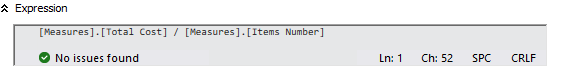 Expression
[Measures].[Total Cost] / [Measures].[Items Number]
No issues found Ln: 1 Ch: 52 SPC CRLF